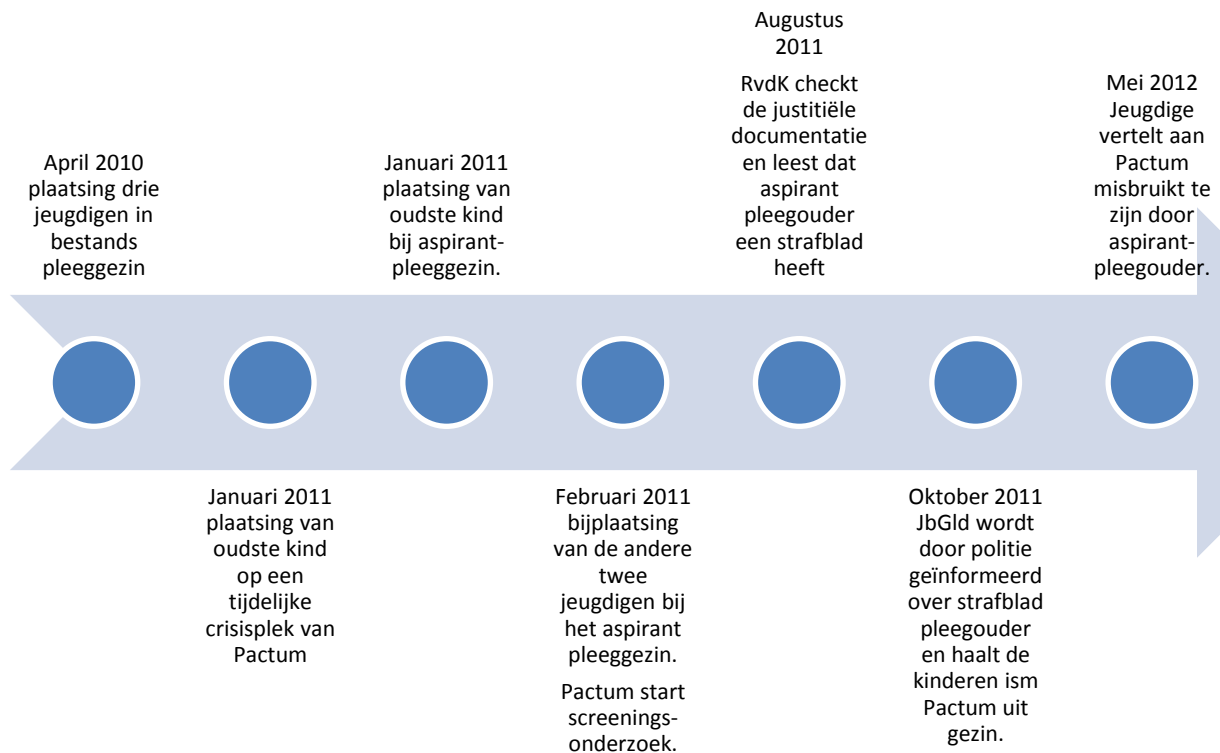 April 2010
plaatsing drie
jeugdigen in
bestands
pleeggezin
Januari 2011
plaatsing van
oudste kind
op een
tijdelijke
crisisplek van
Pactum
Januari 2011
plaatsing van
oudste kind
bij aspirant-
pleeggezin.
Februari 2011
bijplaatsing
van de andere
twee
jeugdigen bij
het aspirant
pleeggezin.
Pactum start
screenings-
onderzoek.
Augustus
2011
RvdK checkt
de justitiële
documentatie
en leest dat
aspirant
pleegouder
een strafblad
heeft
Oktober 2011
JbGld wordt
door politie
geïnformeerd
over strafblad
pleegouder
en haalt de
kinderen ism
Pactum uit
gezin.
Mei 2012
Jeugdige
vertelt aan
Pactum
misbruikt te
zijn door
aspirant-
pleegouder.